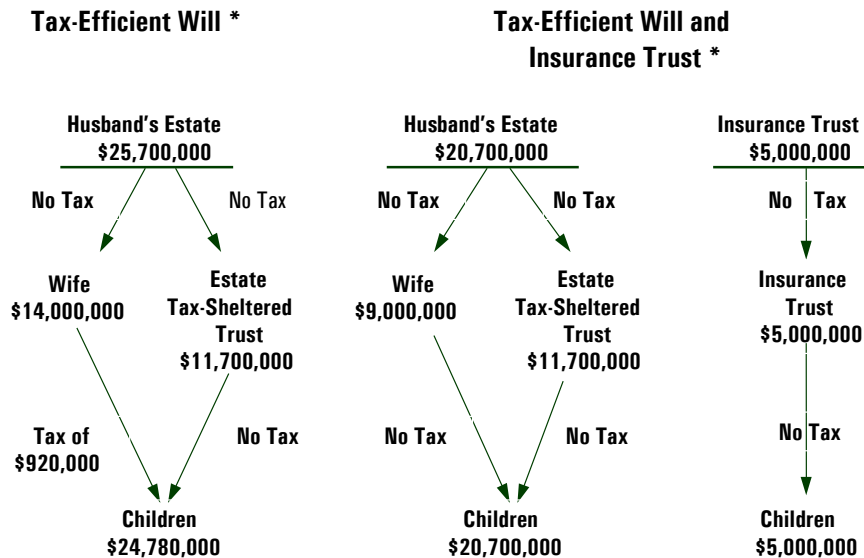 Tax-Efficient Will *
Husband's Estate
$25,700,000
No Tax
No Tax
Wife
$14,000,000
Estate
Tax-Sheltered
Trust
$11,700,000
Tax of
$920,000
No Tax
Children
$24,780,000
Tax-Efficient Will and
Insurance Trust *
Husband's Estate
$20,700,000
No Tax
No Tax
Wife
$9,000,000
Estate
Tax-Sheltered
Trust
$11,700,000
No Tax
No Tax
Children
$20,700,000
Insurance Trust
$5,000,000
No Tax
Insurance
Trust
$5,000,000
No Tax
Children
$5,000,000